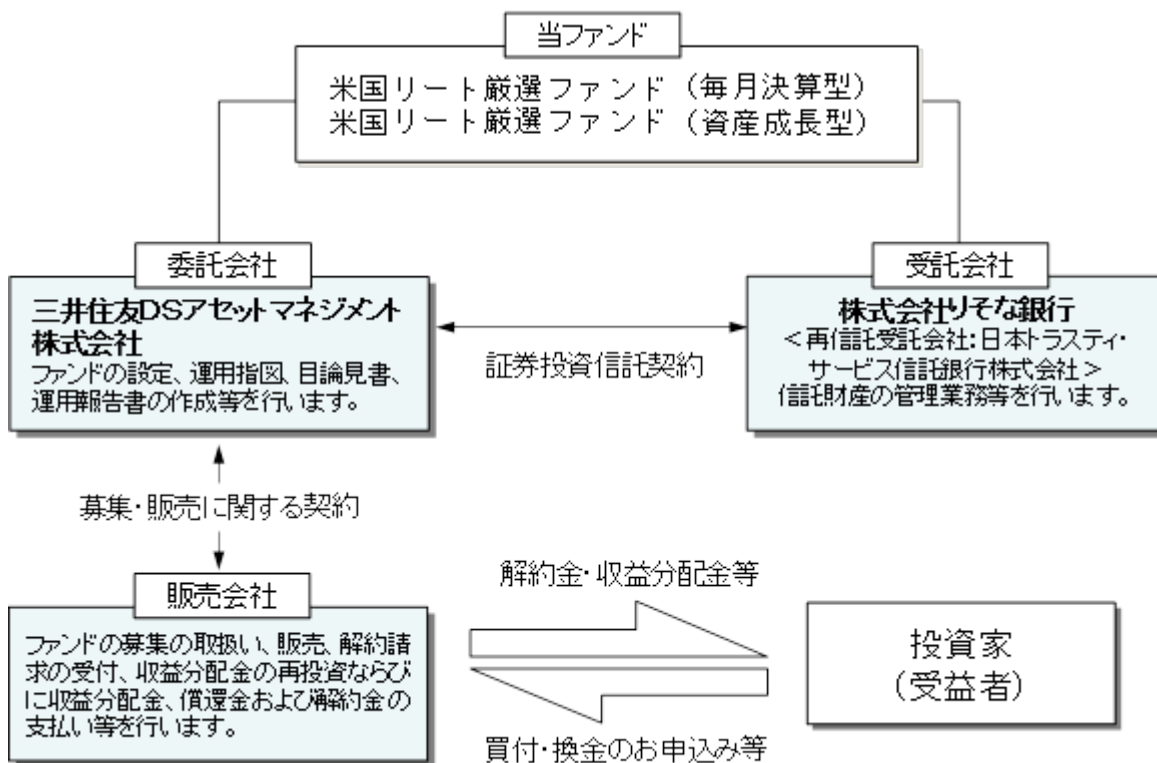 当ファンド
米国リート厳選ファンド（毎月決算型）
米国リート厳選ファンド（資産成長型）
委託会社
三井住友DSアセットマネジメント
株式会社
ファンドの設定、運用指図、目論見書、
運用報告書の作成等を行います。
証券投資信託契約
受託会社
株式会社りそな銀行
＜再信託受託会社：日本トラスティ・
サービス信託銀行株式会社＞
信託財産の管理業務等を行います。
募集・販売に関する契約
販売会社
ファンドの募集の取扱い、販売、解約請
求の受付、収益分配金の再投資ならび
に収益分配金、償還金および解約金の
支払い等を行います。
解約金・収益分配金等
買付・換金のお申込み等
投資家
（受益者）